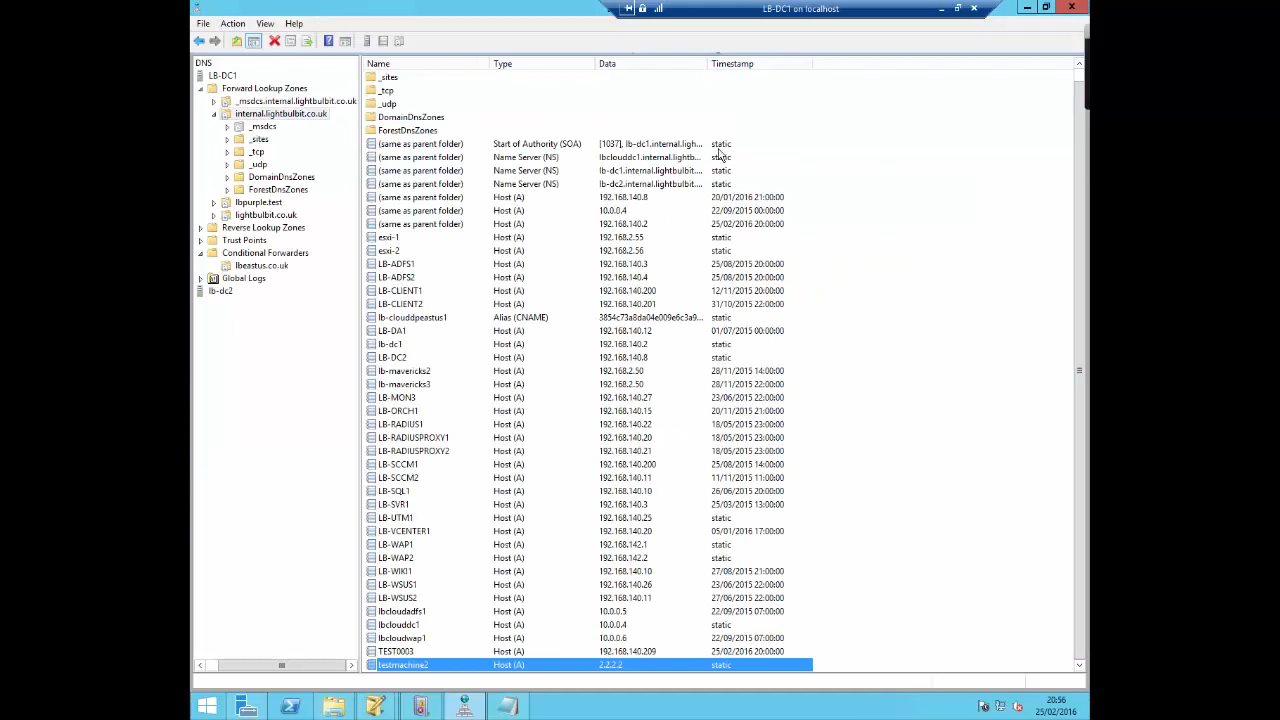 LB-DC1 on localhost
File Action View Help
DNS
LB-DC1
Forward Lookup Zones
_msdcs.internal.lightbulbit.co.uk
internal.lightbulbit.co.uk
_msdcs
_sites
_tcp
_udp
DomainDnsZones
ForestDnsZones
lbpurple.test
lightbulbit.co.uk
Reverse Lookup Zones
Trust Points
Conditional Forwarders
lbeastus.co.uk
Global Logs
lb-dc2
Name Type Data Timestamp
_sites
_tcp
_udp
DomainDnsZones
ForestDnsZones
(same as parent folder) Start of Authority (SOA) [1037], lb-dc1.internal.ligh... static
(same as parent folder) Name Server (NS) lbclouddc1.internal.lightb... static
(same as parent folder) Name Server (NS) lb-dc1.internal.lightbulbit.... static
(same as parent folder) Name Server (NS) lb-dc2.internal.lightbulbit.... static
(same as parent folder) Host (A) 192.168.140.8 20/01/2016 21:00:00
(same as parent folder) Host (A) 10.0.0.4 22/09/2015 00:00:00
(same as parent folder) Host (A) 192.168.140.2 25/02/2016 20:00:00
esxi-1 Host (A) 192.168.2.55 static
esxi-2 Host (A) 192.168.2.56 static
LB-ADFS1 Host (A) 192.168.140.3 25/08/2015 20:00:00
LB-ADFS2 Host (A) 192.168.140.4 25/08/2015 20:00:00
LB-CLIENT1 Host (A) 192.168.140.200 12/11/2015 20:00:00
LB-CLIENT2 Host (A) 192.168.140.201 31/10/2015 22:00:00
lb-clouddpeastus1 Alias (CNAME) 3854c73a8da04e009e6c3a9... static
LB-DA1 Host (A) 192.168.140.12 01/07/2015 00:00:00
lb-dc1 Host (A) 192.168.140.2 static
LB-DC2 Host (A) 192.168.140.8 static
lb-mavericks2 Host (A) 192.168.2.50 28/11/2015 14:00:00
lb-mavericks3 Host (A) 192.168.2.50 28/11/2015 22:00:00
LB-MON3 Host (A) 192.168.140.27 23/06/2015 22:00:00
LB-ORCH1 Host (A) 192.168.140.15 20/11/2015 21:00:00
LB-RADIUS1 Host (A) 192.168.140.22 18/05/2015 23:00:00
LB-RADIUSPROXY1 Host (A) 192.168.140.20 18/05/2015 23:00:00
LB-RADIUSPROXY2 Host (A) 192.168.140.21 18/05/2015 23:00:00
LB-SCCM1 Host (A) 192.168.140.200 25/08/2015 14:00:00
LB-SCCM2 Host (A) 192.168.140.11 11/11/2015 11:00:00
LB-SQL1 Host (A) 192.168.140.10 26/06/2015 20:00:00
LB-SVR1 Host (A) 192.168.140.3 25/03/2015 13:00:00
LB-UTM1 Host (A) 192.168.140.25 static
LB-VCENTER1 Host (A) 192.168.140.20 05/01/2016 17:00:00
LB-WAP1 Host (A) 192.168.142.1 static
LB-WAP2 Host (A) 192.168.142.2 static
LB-WIKI1 Host (A) 192.168.140.10 27/08/2015 21:00:00
LB-WSUS1 Host (A) 192.168.140.26 23/06/2015 22:00:00
LB-WSUS2 Host (A) 192.168.140.11 27/06/2015 22:00:00
lbcloudadfs1 Host (A) 10.0.0.5 22/09/2015 07:00:00
lbclouddc1 Host (A) 10.0.0.4 static
lbcloudwap1 Host (A) 10.0.0.6 22/09/2015 07:00:00
TEST0003 Host (A) 192.168.140.209 25/02/2016 20:00:00
testmachine2 Host (A) 2.2.2.2 static
20:56
25/02/2016